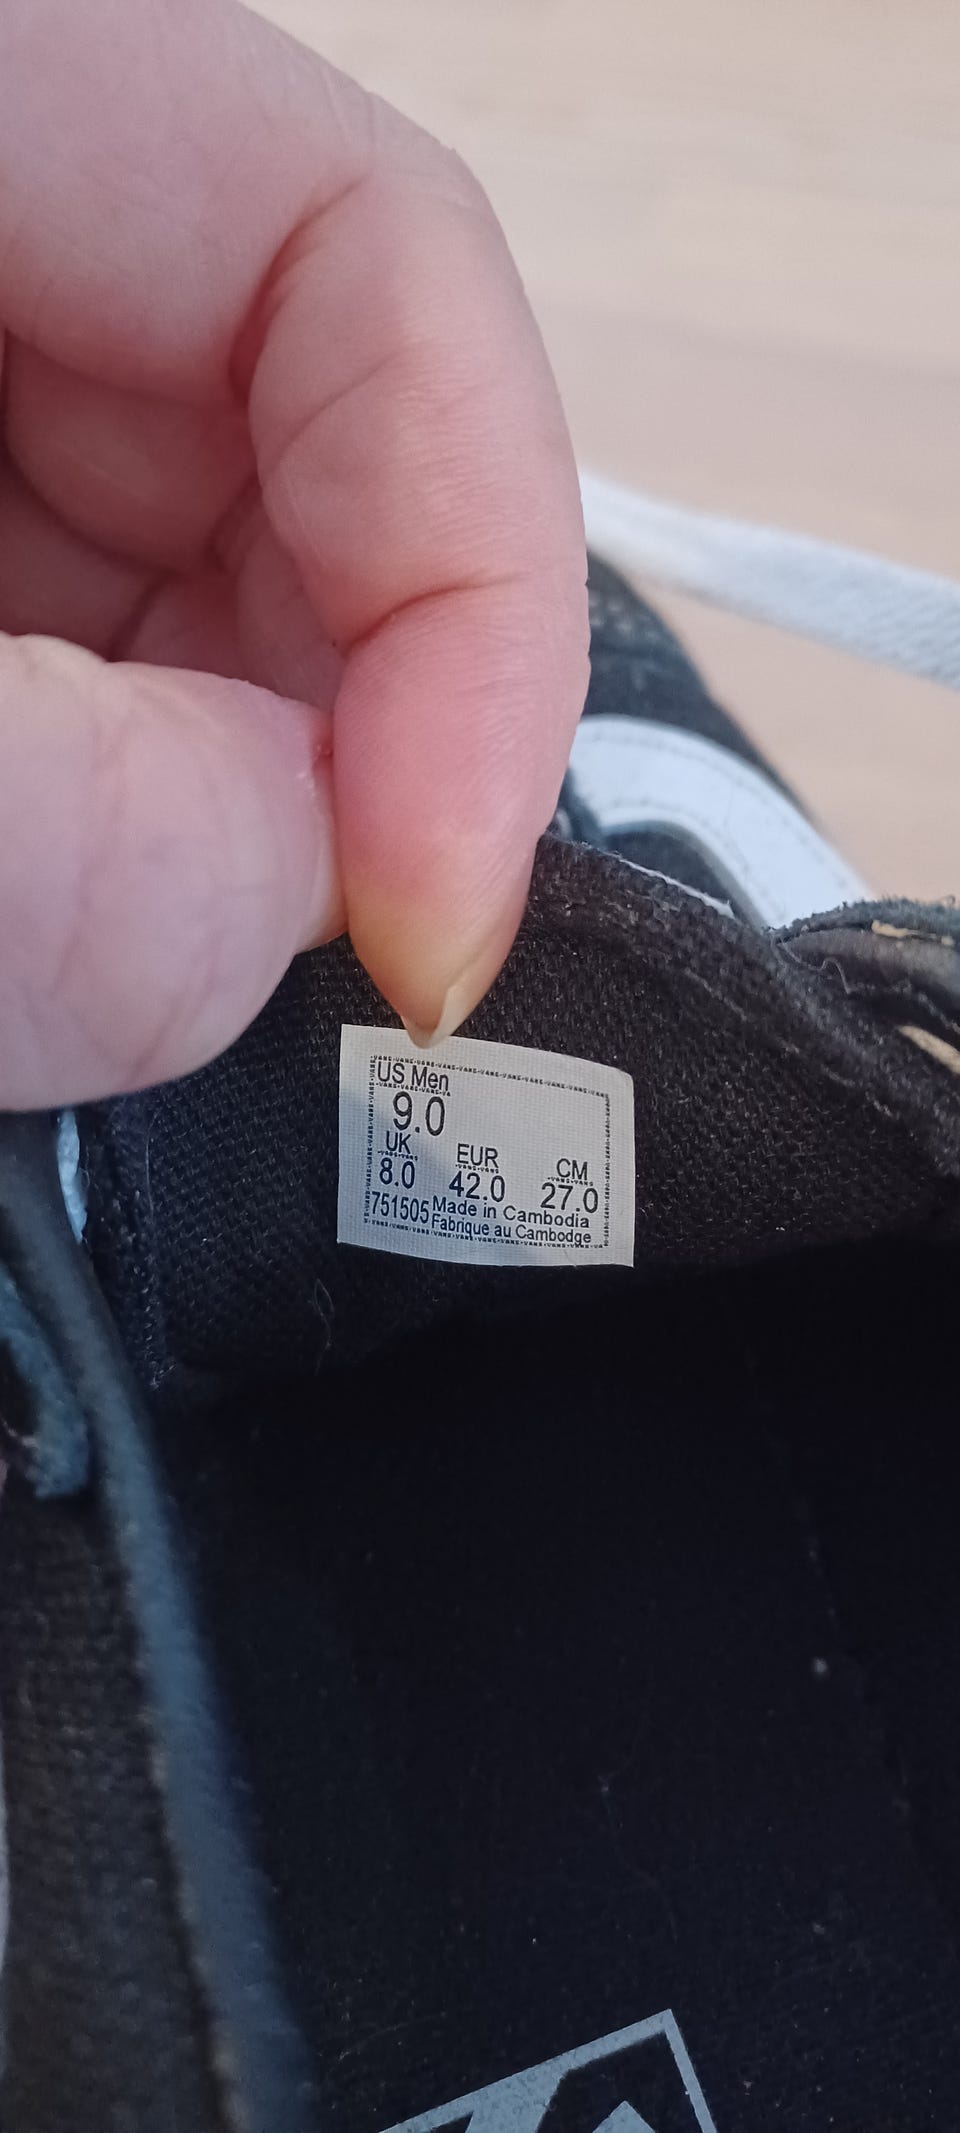 US Men
9.0
UK EUR CM
8.0 42.0 27.0
751505 Made in Cambodia
Fabrique au Cambodge